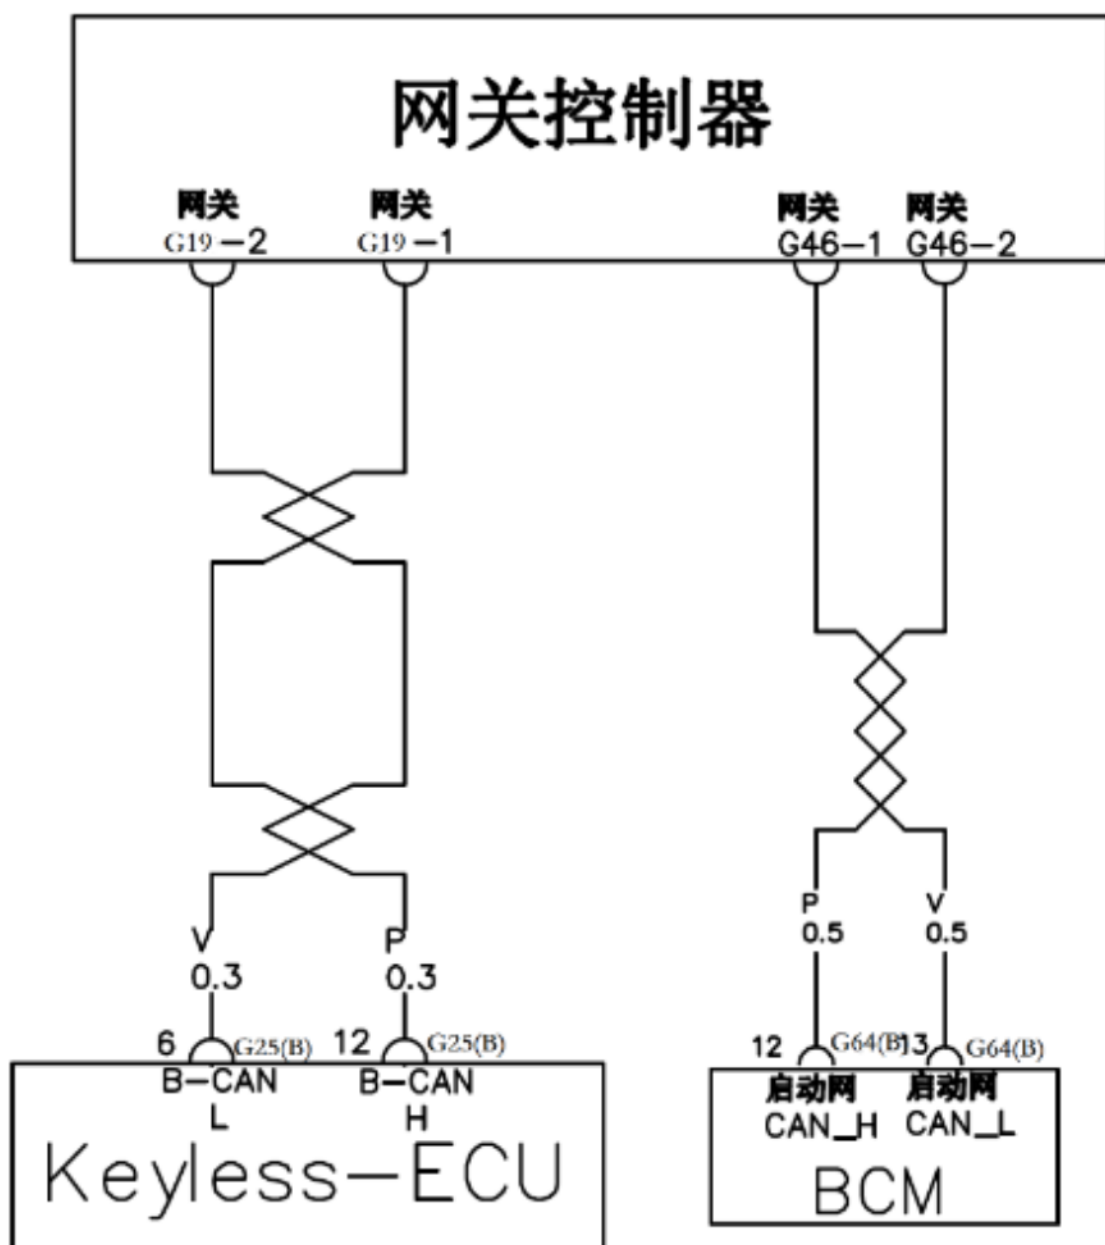 网关控制器
网关 网关 网关 网关
G19-2 G19-1 G46-1 G46-2
P V
0.5 0.5
V P
0.3 0.3
6 G25(B) 12 G25(B) 12 G64(B) 13 G64(B)
B-CAN B-CAN 启动网 启动网
L H CAN_H CAN_L
Keyless-ECU BCM